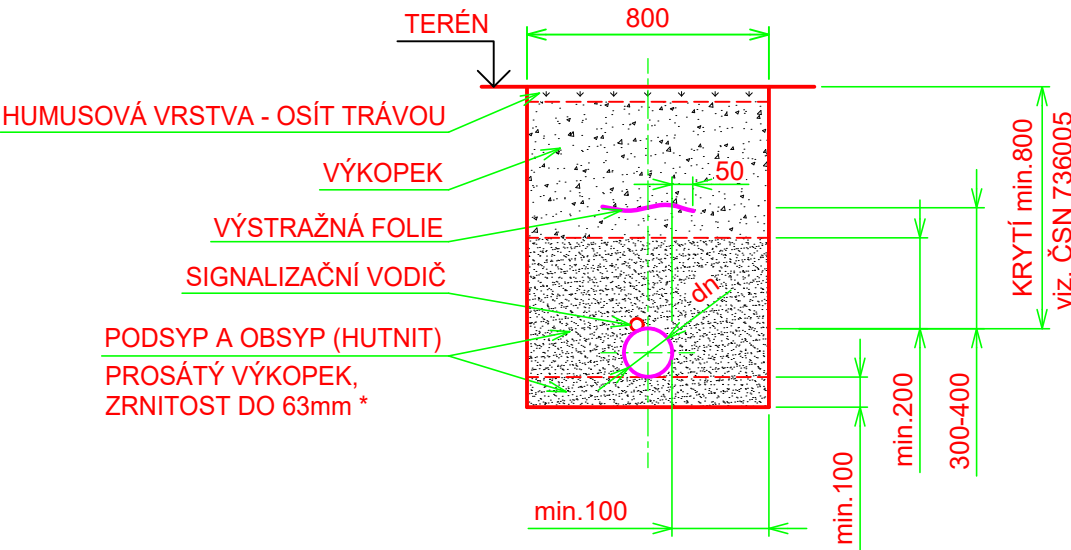 TERÉN
800
HUMUSOVÁ VRSTVA - OSÍT TRÁVOU
VÝKOPEK
50
VÝSTRAŽNÁ FOLIE
SIGNALIZAČNÍ VODIČ
dn
PODSYP A OBSYP (HUTNIT)
PROSÁTÝ VÝKOPEK,
ZRNITOST DO 63mm *
KRYTÍ min.800
viz. ČSN 736005
min.200
300-400
min.100
min.100